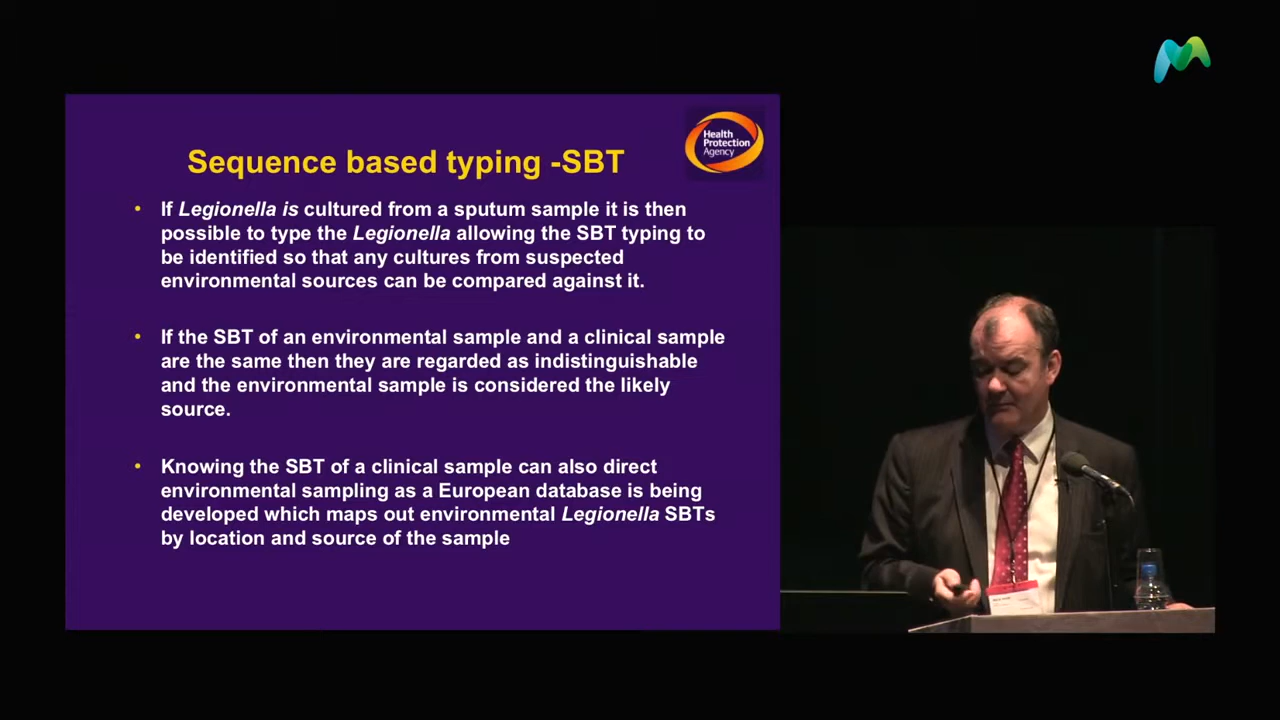 Health
Protection
Agency
Sequence based typing -SBT
• If Legionella is cultured from a sputum sample it is then
possible to type the Legionella allowing the SBT typing to
be identified so that any cultures from suspected
environmental sources can be compared against it.
• If the SBT of an environmental sample and a clinical sample
are the same then they are regarded as indistinguishable
and the environmental sample is considered the likely
source.
• Knowing the SBT of a clinical sample can also direct
environmental sampling as a European database is being
developed which maps out environmental Legionella SBTs
by location and source of the sample